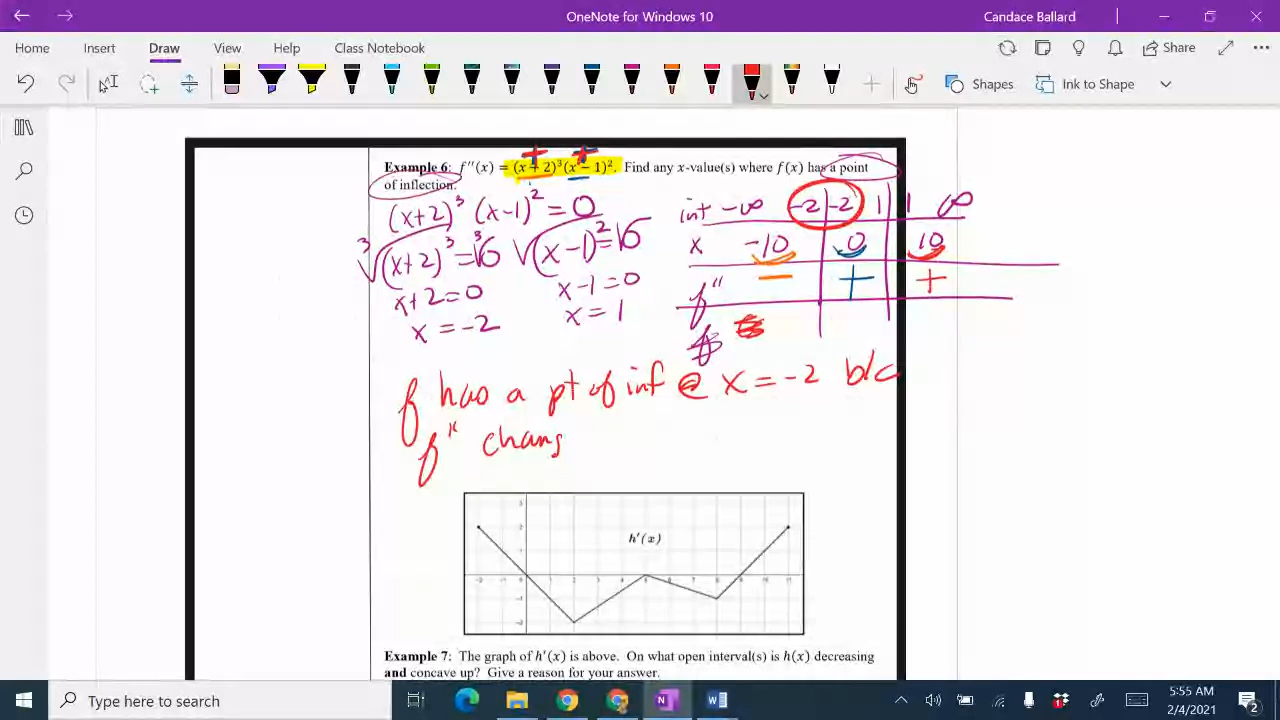 OneNote for Windows 10
Candace Ballard
Home Insert Draw View Help Class Notebook Share
Shapes Ink to Shape
Example 6: f''(x) = (x + 2)³(x − 1)². Find any x-value(s) where f(x) has a point
of inflection.
(x+2)³ (x-1)² = 0
∛(x+2)³ = ∛0 √(x-1)² = √0
x+2=0 x-1=0
x = -2 x = 1
int -∞ -2 -2 1 1 ∞
x -10 0 10
f'' − + +
f
f has a pt of inf @ x = -2 b/c
f'' chang
h'(x)
Example 7: The graph of h'(x) is above. On what open interval(s) is h(x) decreasing
and concave up? Give a reason for your answer.
Type here to search
5:55 AM
2/4/2021
2